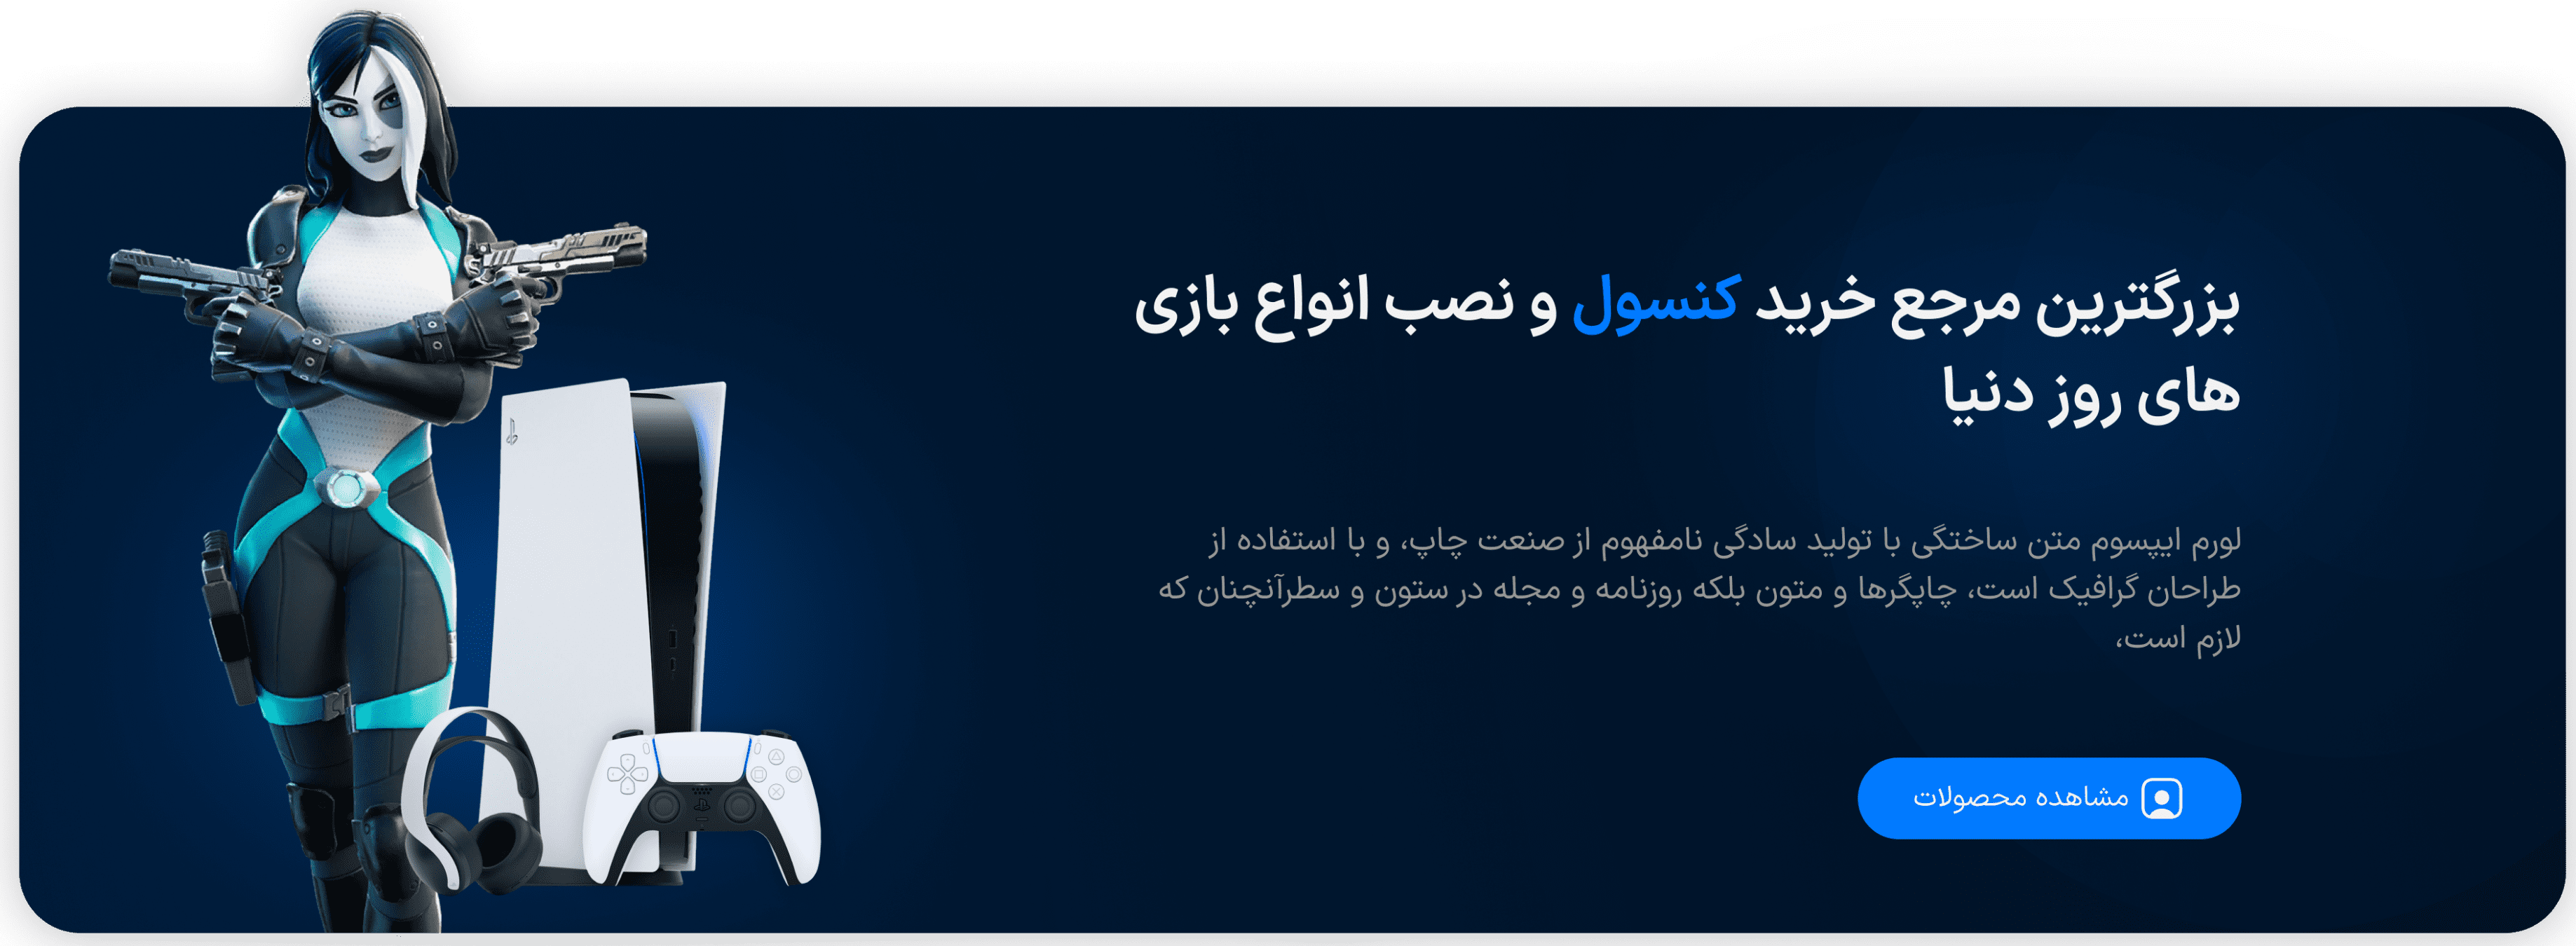 بزرگترین مرجع خرید کنسول و نصب انواع بازی
های روز دنیا
لورم ایپسوم متن ساختگی با تولید سادگی نامفهوم از صنعت چاپ، و با استفاده از
طراحان گرافیک است، چاپگرها و متون بلکه روزنامه و مجله در ستون و سطرآنچنان که
لازم است،
مشاهده محصولات